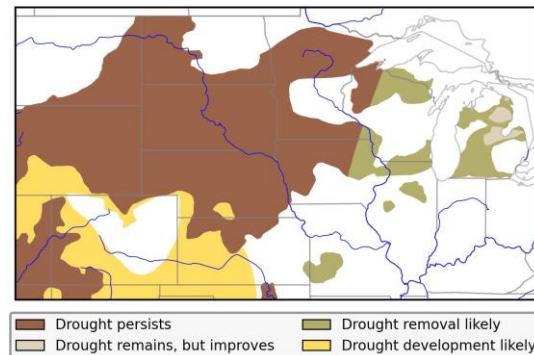 Drought persists
Drought remains, but improves
Drought removal likely
Drought development likely